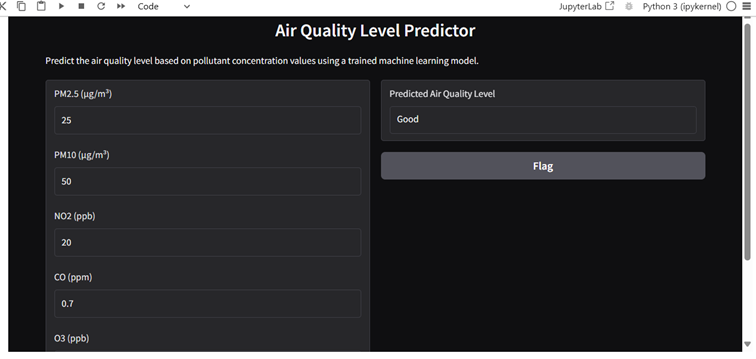 Code
JupyterLab
Python 3 (ipykernel)
Air Quality Level Predictor
Predict the air quality level based on pollutant concentration values using a trained machine learning model.
PM2.5 (µg/m³)
25
PM10 (µg/m³)
50
NO2 (ppb)
20
CO (ppm)
0.7
O3 (ppb)
Predicted Air Quality Level
Good
Flag